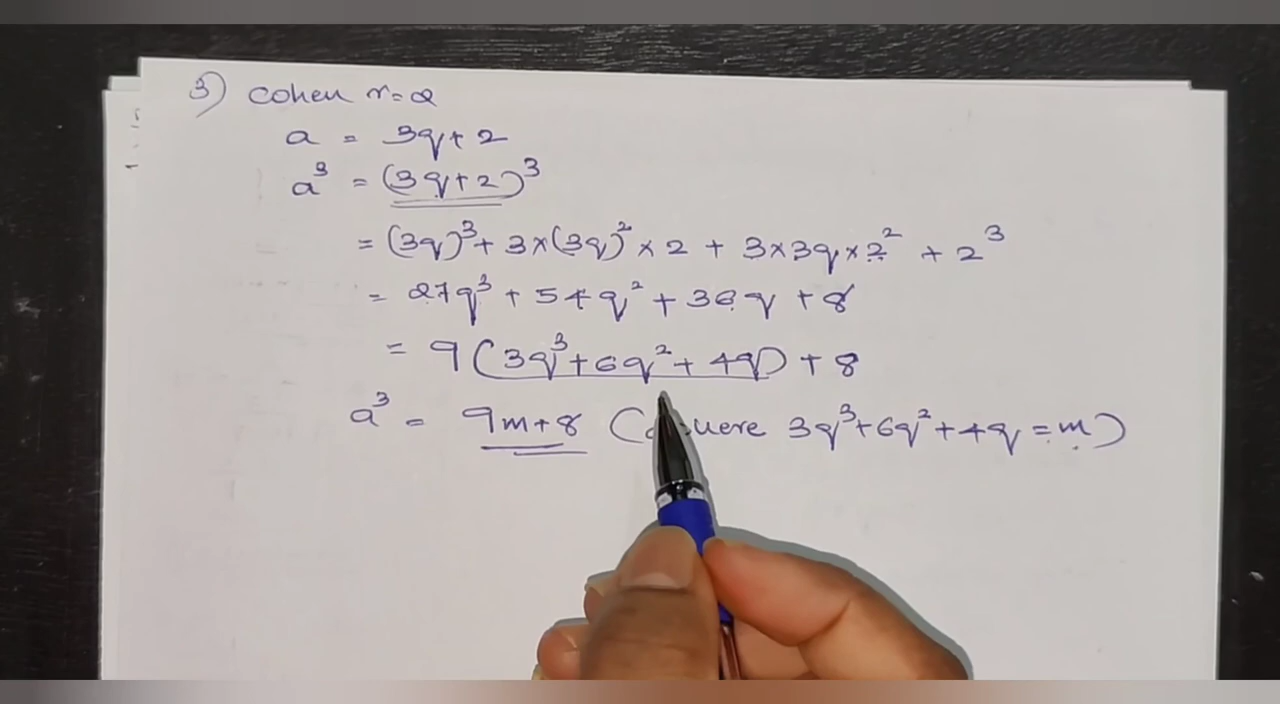 3) when r=2
a = 3q+2
a³ = (3q+2)³
= (3q)³+ 3×(3q)²×2 + 3×3q×2² + 2³
= 27q³ + 54q² + 36q + 8
= 9(3q³+6q²+4q) + 8
a³ = 9m+8 (where 3q³+6q²+4q = m)